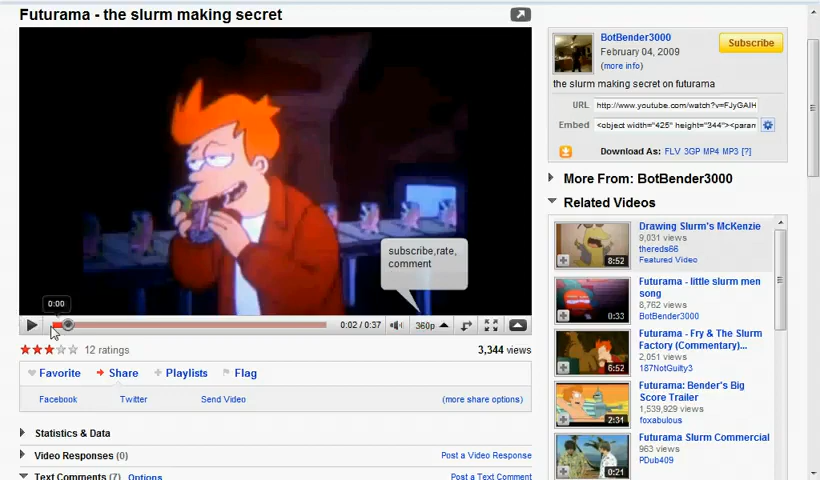 Futurama - the slurm making secret
subscribe,rate,
comment
0:00
0:02 / 0:37
360p
12 ratings
3,344 views
Favorite
Share
Playlists
Flag
Facebook
Twitter
Send Video
(more share options)
Statistics & Data
Video Responses (0)
Post a Video Response
Text Comments (7)
Options
Post a Text Comment
BotBender3000
February 04, 2009
(more info)
Subscribe
the slurm making secret on futurama
URL
http://www.youtube.com/watch?v=FJyGAIH
Embed
<object width="425" height="344"><paran
Download As: FLV 3GP MP4 MP3 [?]
More From: BotBender3000
Related Videos
Drawing Slurm's McKenzie
9,031 views
thereds66
Featured Video
8:52
Futurama - little slurm men
song
8,762 views
BotBender3000
0:33
Futurama - Fry & The Slurm
Factory (Commentary)...
2,051 views
187NotGuilty3
6:52
Futurama: Bender's Big
Score Trailer
1,539,929 views
foxabulous
2:31
Futurama Slurm Commercial
963 views
PDub409
0:21